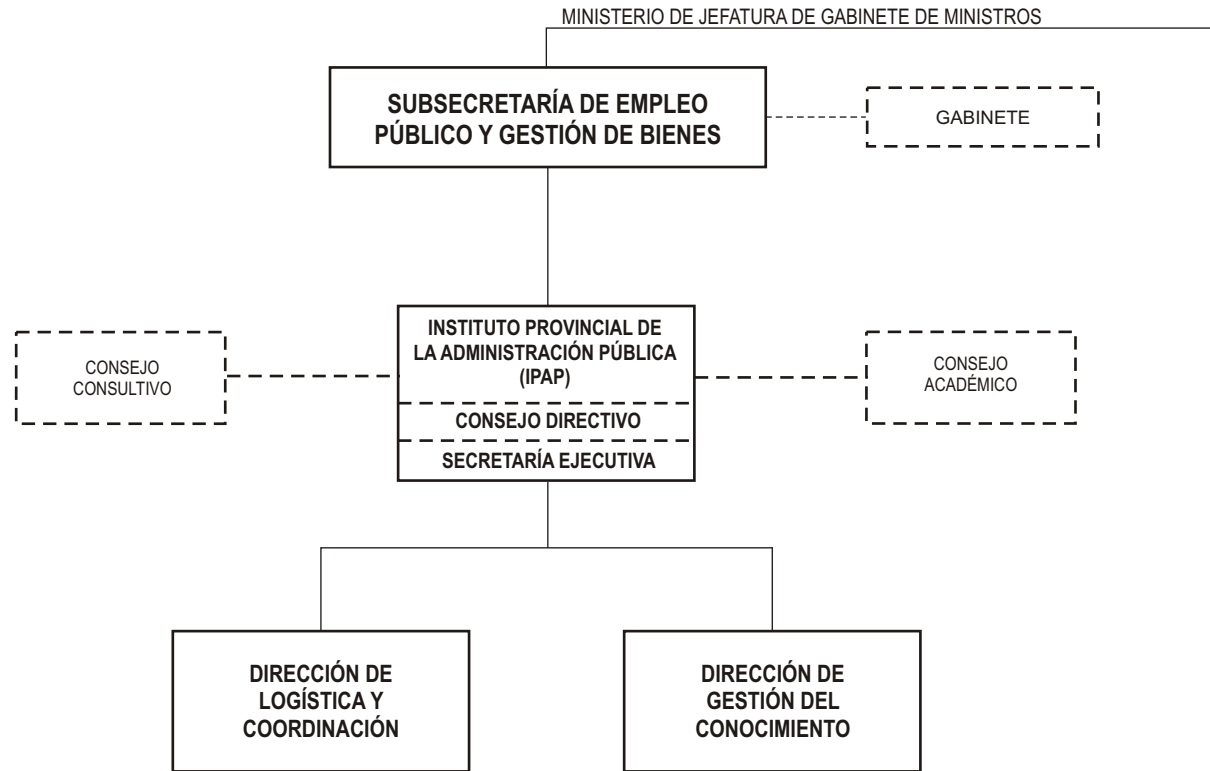 MINISTERIO DE JEFATURA DE GABINETE DE MINISTROS
SUBSECRETARÍA DE EMPLEO
PÚBLICO Y GESTIÓN DE BIENES
GABINETE
INSTITUTO PROVINCIAL DE
LA ADMINISTRACIÓN PÚBLICA
(IPAP)
CONSEJO DIRECTIVO
SECRETARÍA EJECUTIVA
CONSEJO
CONSULTIVO
CONSEJO
ACADÉMICO
DIRECCIÓN DE
LOGÍSTICA Y
COORDINACIÓN
DIRECCIÓN DE
GESTIÓN DEL
CONOCIMIENTO